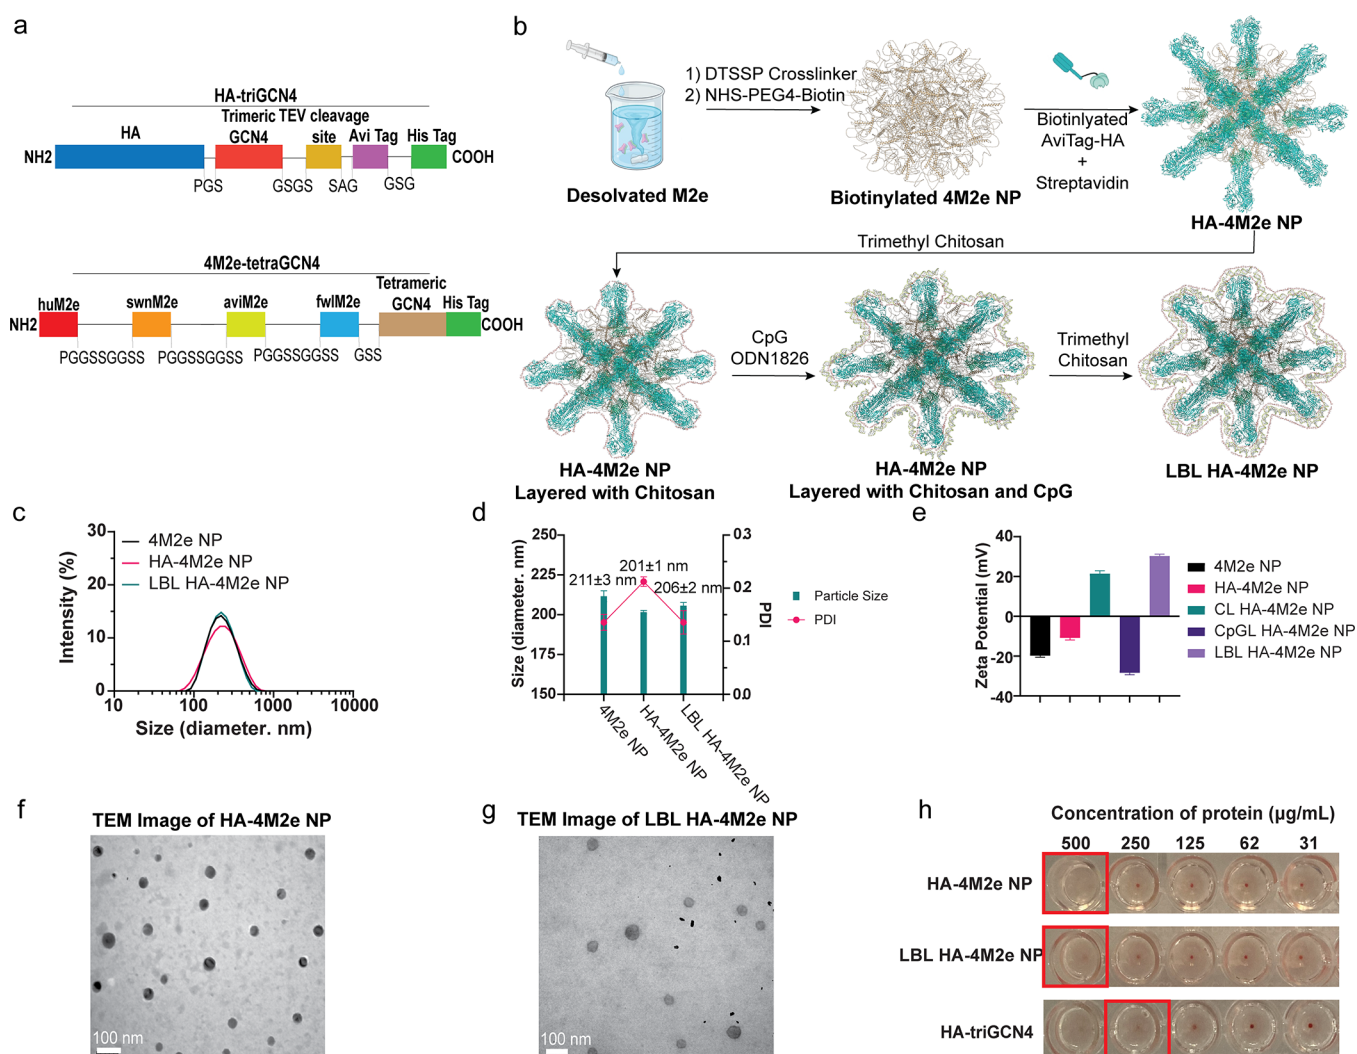 a
HA-triGCN4
HA
Trimeric
GCN4
TEV cleavage
site
Avi Tag
His Tag
NH2
COOH
PGS
GSGS
SAG
GSG
4M2e-tetraGCN4
huM2e
swnM2e
aviM2e
fwlM2e
Tetrameric
GCN4
His Tag
NH2
COOH
PGGSSGGSS
PGGSSGGSS
PGGSSGGSS
GSS
b
1) DTSSP Crosslinker
2) NHS-PEG4-Biotin
Biotinlyated
AviTag-HA
+
Streptavidin
Desolvated M2e
Biotinylated 4M2e NP
HA-4M2e NP
Trimethyl Chitosan
CpG
ODN1826
Trimethyl
Chitosan
HA-4M2e NP
Layered with Chitosan
HA-4M2e NP
Layered with Chitosan and CpG
LBL HA-4M2e NP
c
Intensity (%)
30
20
10
0
4M2e NP
HA-4M2e NP
LBL HA-4M2e NP
10
100
1000
10000
Size (diameter. nm)
d
Size (diameter. nm)
250
225
200
175
150
211±3 nm
201±1 nm
206±2 nm
0.3
0.2
0.1
0.0
PDI
Particle Size
PDI
4M2e NP
HA-4M2e NP
LBL HA-4M2e NP
e
Zeta Potential (mV)
40
20
0
-20
-40
4M2e NP
HA-4M2e NP
CL HA-4M2e NP
CpGL HA-4M2e NP
LBL HA-4M2e NP
f
TEM Image of HA-4M2e NP
100 nm
g
TEM Image of LBL HA-4M2e NP
100 nm
h
Concentration of protein (µg/mL)
500
250
125
62
31
HA-4M2e NP
LBL HA-4M2e NP
HA-triGCN4